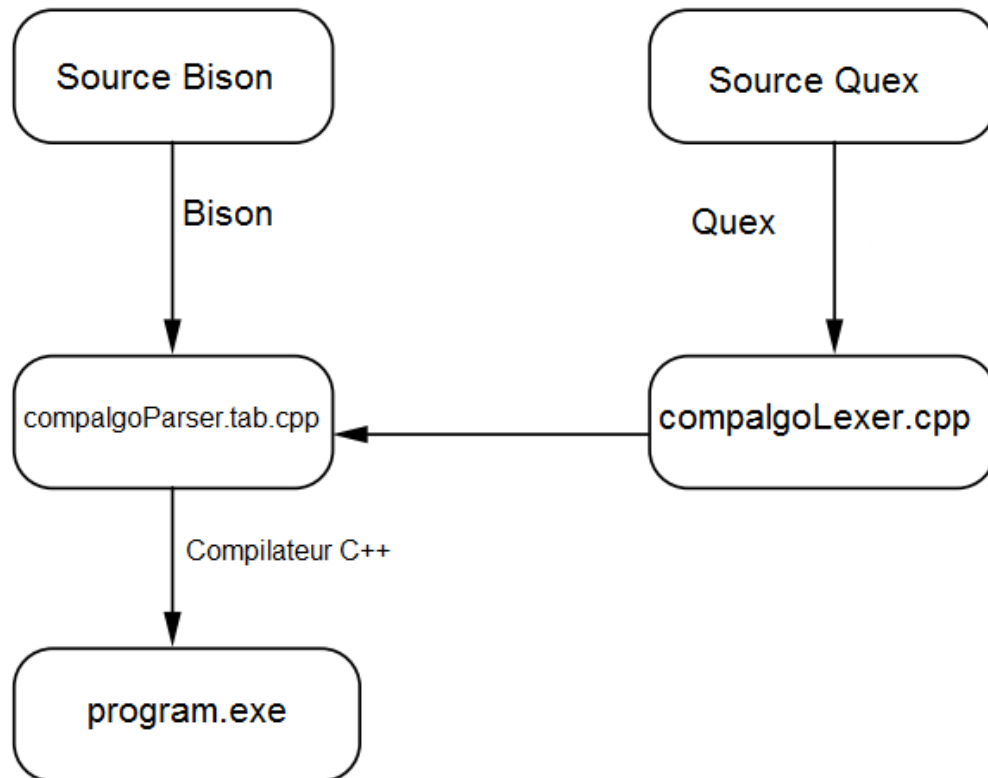 Source Bison
Source Quex
Bison
Quex
compalgoParser.tab.cpp
compalgoLexer.cpp
Compilateur C++
program.exe